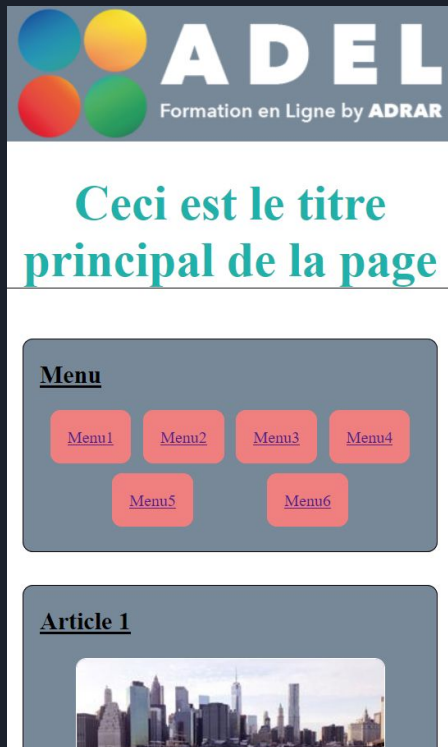 ADEL
Formation en Ligne by ADRAR
Ceci est le titre
principal de la page
Menu
Menu1 Menu2 Menu3 Menu4
Menu5 Menu6
Article 1